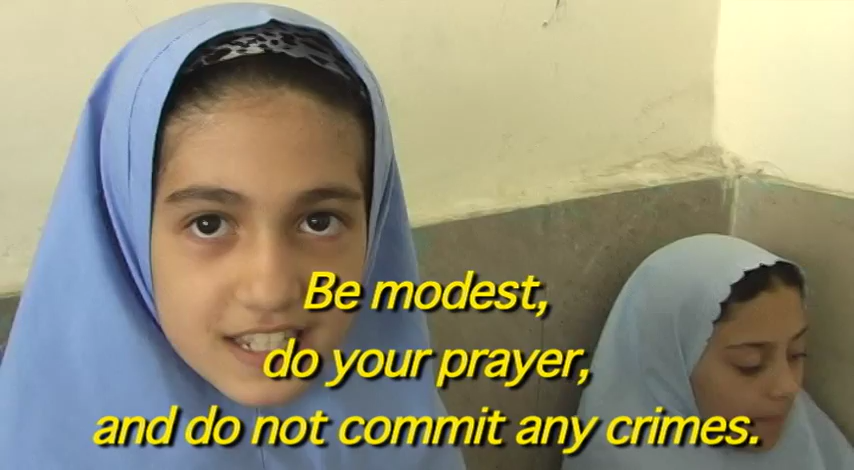 Be modest,
do your prayer,
and do not commit any crimes.